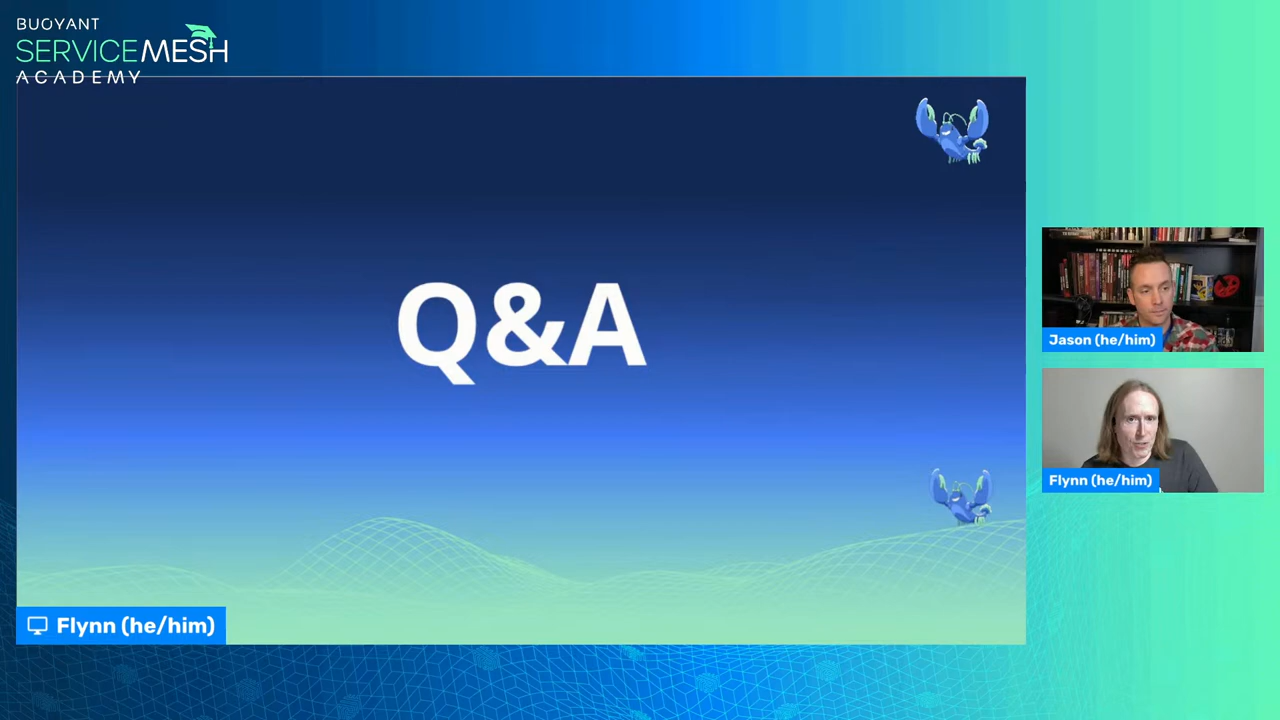 BUOYANT
SERVICEMESH
ACADEMY
Q&A
Jason (he/him)
Flynn (he/him)
Flynn (he/him)